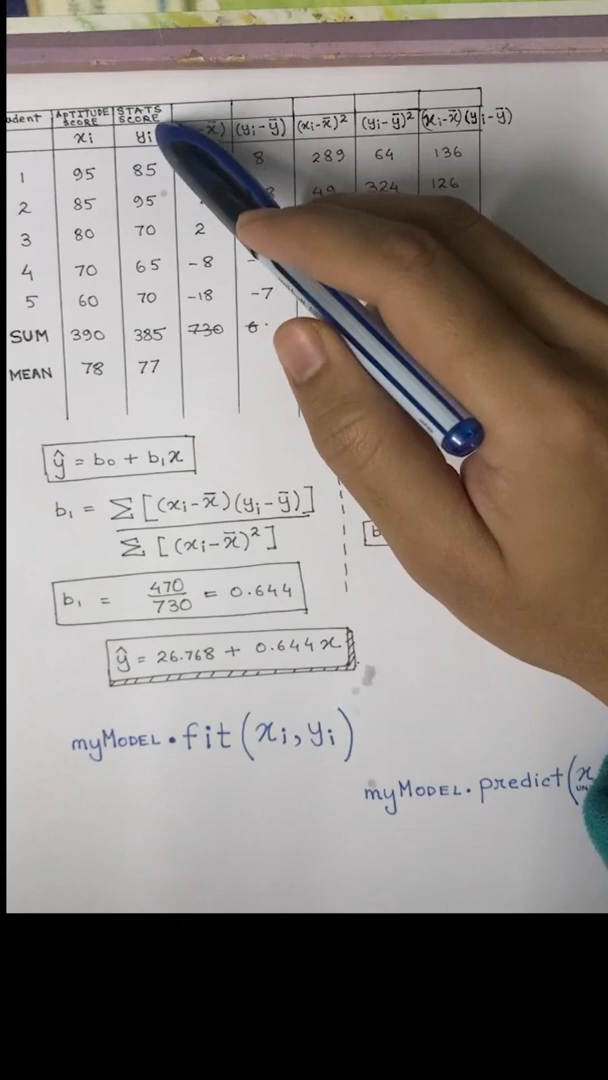 udent APTITUDE SCORE STATS SCORE
xi yi x̄) (yi-ȳ) (xi-x̄)² (yi-ȳ)² (xi-x̄)(yi-ȳ)
1 95 85 8 289 64 136
2 85 95 49 324 126
3 80 70 2
4 70 65 -8 -
5 60 70 -18 -7
SUM 390 385 730
MEAN 78 77
ŷ = b0 + b1x
b1 = Σ[(xi-x̄)(yi-ȳ)]
Σ[(xi-x̄)²]
b1 = 470/730 = 0.644
ŷ = 26.768 + 0.644x
myMODEL.fit(xi,yi)
myMODEL.predict(x
UN